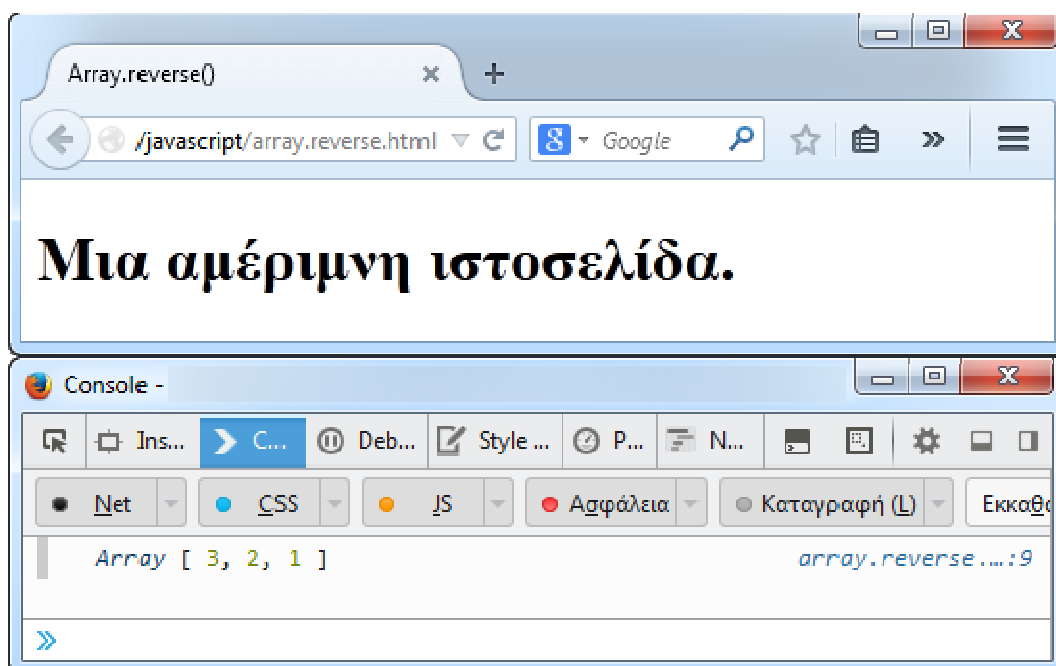 Array.reverse()
/javascript/array.reverse.html Google
Μια αμέριμνη ιστοσελίδα.
Console -
Ins... C... Deb... Style ... P... N...
Net CSS JS Ασφάλεια Καταγραφή (L) Εκκαθα
Array [ 3, 2, 1 ] array.reverse.…:9